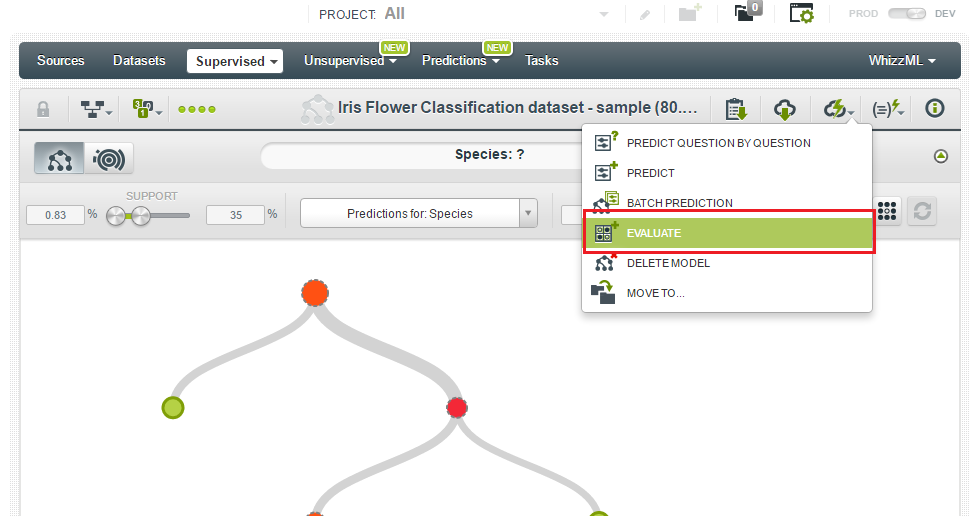 PROJECT: All
0
PROD DEV
Sources Datasets Supervised Unsupervised NEW Predictions NEW Tasks WhizzML
Iris Flower Classification dataset - sample (80....
Species: ?
SUPPORT
0.83 % 35 % Predictions for: Species
PREDICT QUESTION BY QUESTION
PREDICT
BATCH PREDICTION
EVALUATE
DELETE MODEL
MOVE TO...